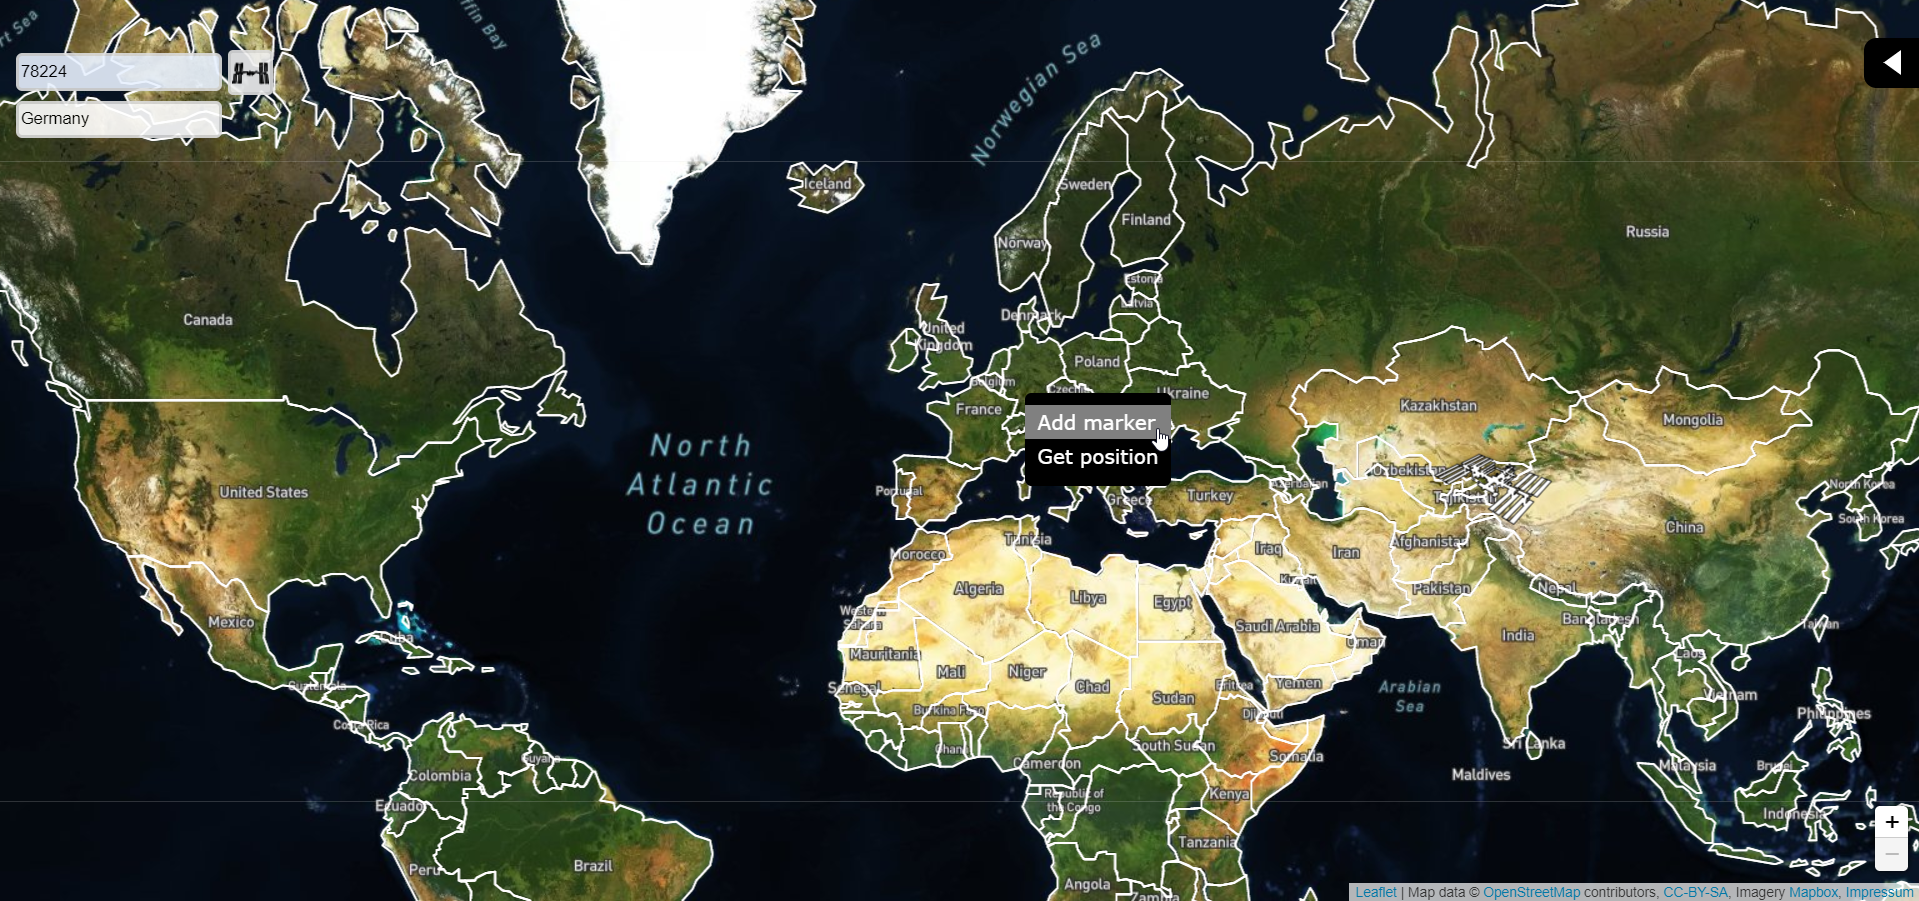 rt Sea
ffin Bay
78224
Germany
Norwegian Sea
Iceland
Sweden
Finland
Norway
Russia
Estonia
Latvia
Denmark
Canada
United
Kingdom
Poland
Belgium
Czechia
Ukraine
France
Kazakhstan
Mongolia
Add marker
Get position
North
Atlantic
Ocean
United States
Portugal
Greece
Turkey
Azerbaijan
Uzbekistan
Tajikistan
North Korea
South Korea
China
Tunisia
Morocco
Iraq
Iran
Afghanistan
Algeria
Libya
Egypt
Kuwait
Pakistan
Nepal
Western
Sahara
Mexico
Cuba
Saudi Arabia
Oman
India
Bangladesh
Taiwan
Mauritania
Mali
Niger
Chad
Sudan
Eritrea
Yemen
Arabian
Sea
Laos
Vietnam
Guatemala
Senegal
Burkina Faso
Djibouti
Philippines
Costa Rica
Ghana
South Sudan
Somalia
Sri Lanka
Guyana
Cameroon
Colombia
Maldives
Malaysia
Brunei
Ecuador
Republic of
the Congo
Kenya
Indonesia
+
Tanzania
−
Peru
Brazil
Angola
Zambia
Leaflet | Map data © OpenStreetMap contributors, CC-BY-SA, Imagery Mapbox, Impressum